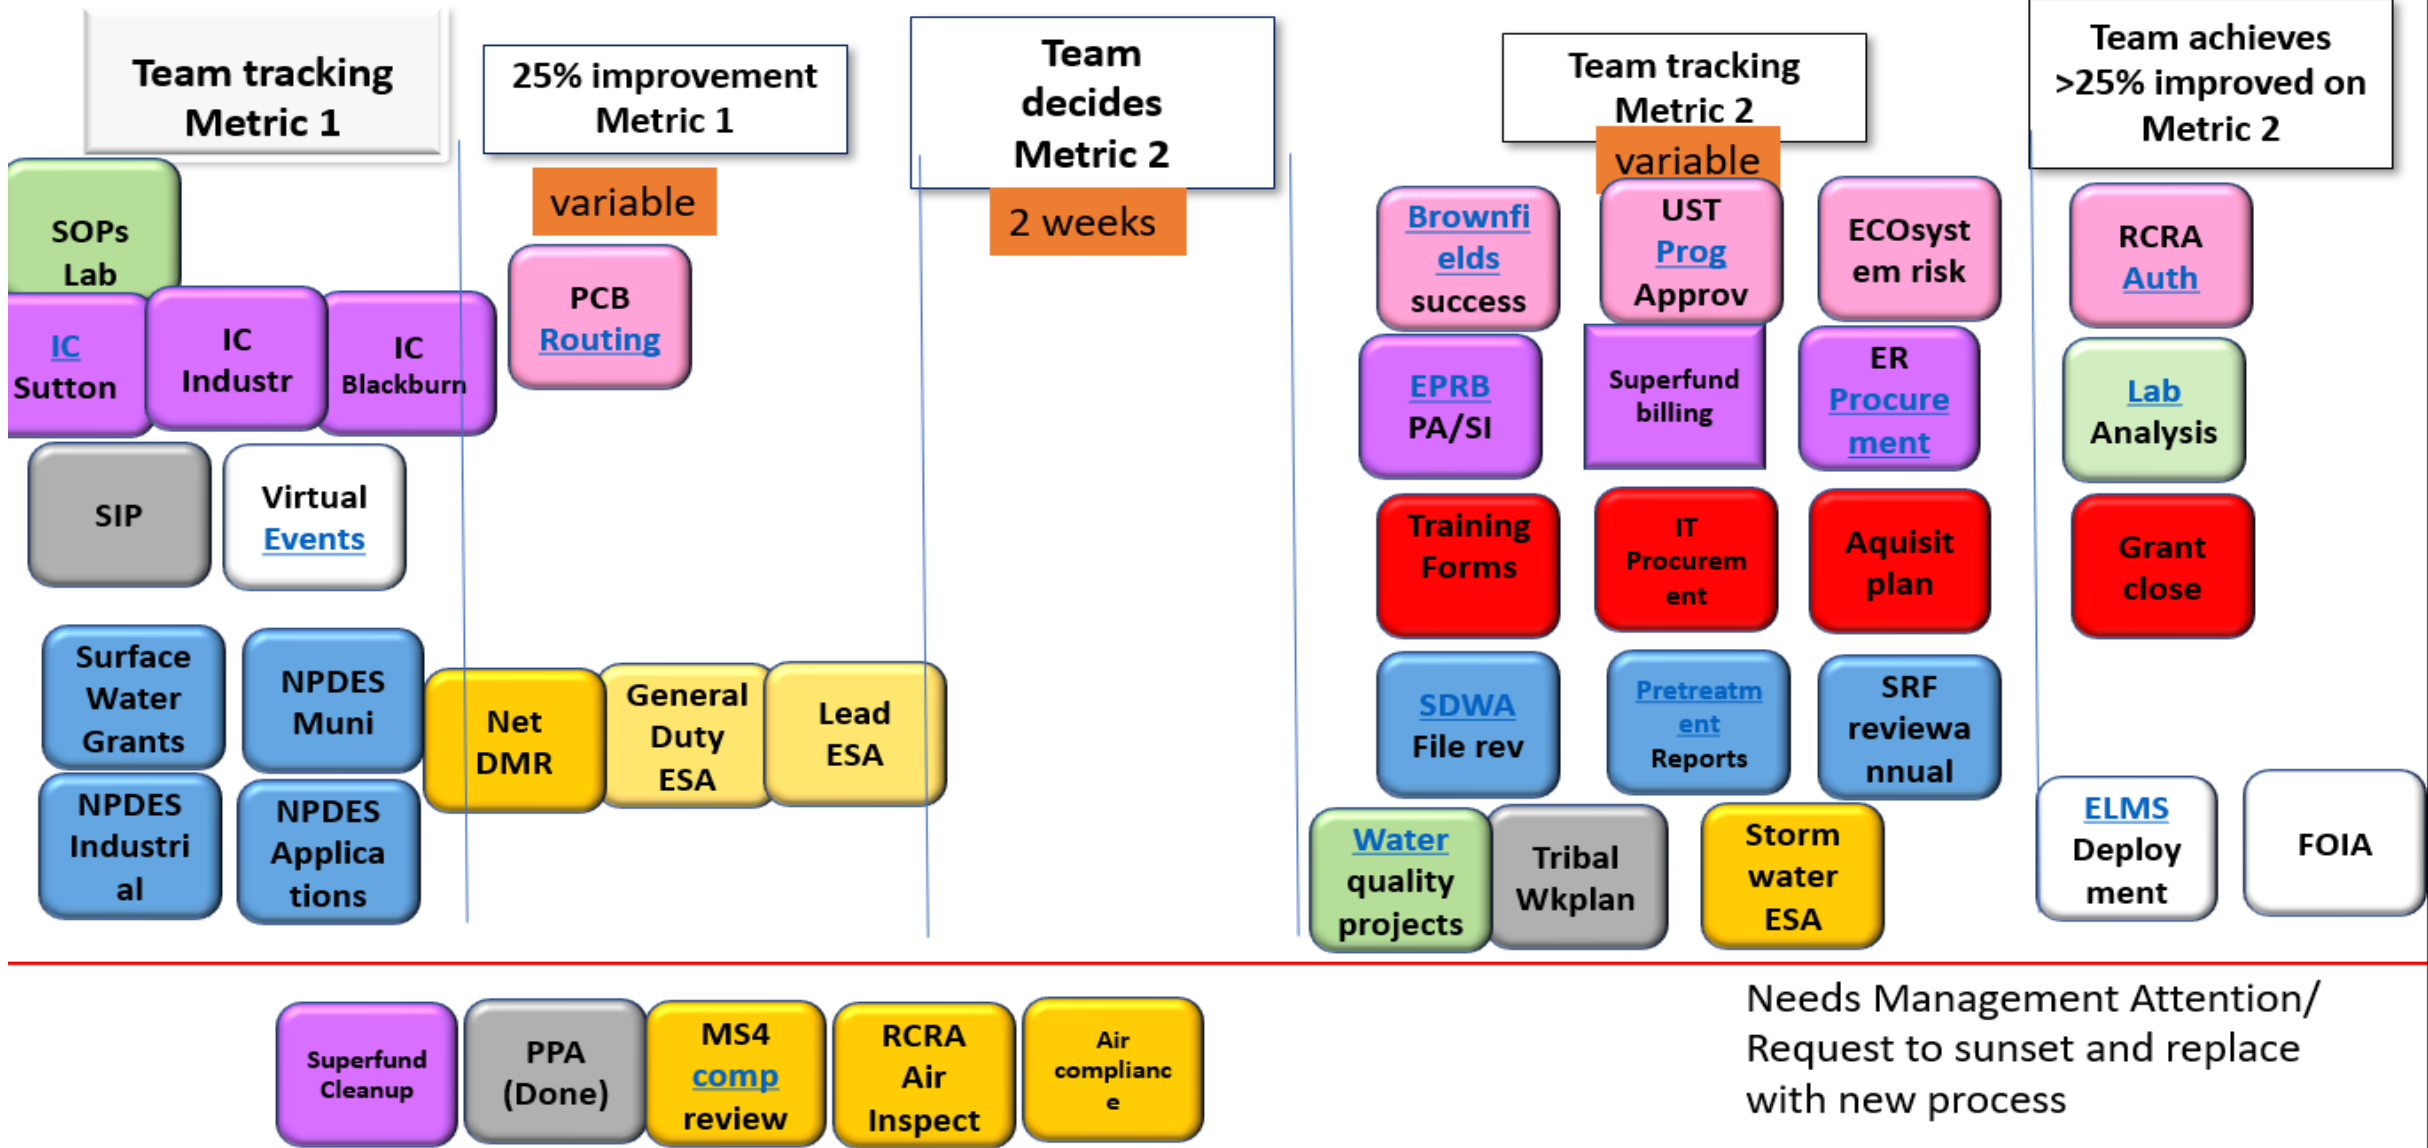 Team tracking
Metric 1
25% improvement
Metric 1
variable
Team
decides
Metric 2
2 weeks
Team tracking
Metric 2
variable
Team achieves
>25% improved on
Metric 2
SOPs
Lab
IC
Sutton
IC
Industr
IC
Blackburn
SIP
Virtual
Events
Surface
Water
Grants
NPDES
Muni
NPDES
Industri
al
NPDES
Applica
tions
PCB
Routing
Net
DMR
General
Duty
ESA
Lead
ESA
Brownfi
elds
success
UST
Prog
Approv
ECOsyst
em risk
EPRB
PA/SI
Superfund
billing
ER
Procure
ment
Training
Forms
IT
Procurem
ent
Aquisit
plan
SDWA
File rev
Pretreatm
ent
Reports
SRF
reviewa
nnual
Water
quality
projects
Tribal
Wkplan
Storm
water
ESA
RCRA
Auth
Lab
Analysis
Grant
close
ELMS
Deploy
ment
FOIA
Superfund
Cleanup
PPA
(Done)
MS4
comp
review
RCRA
Air
Inspect
Air
complianc
e
Needs Management Attention/
Request to sunset and replace
with new process